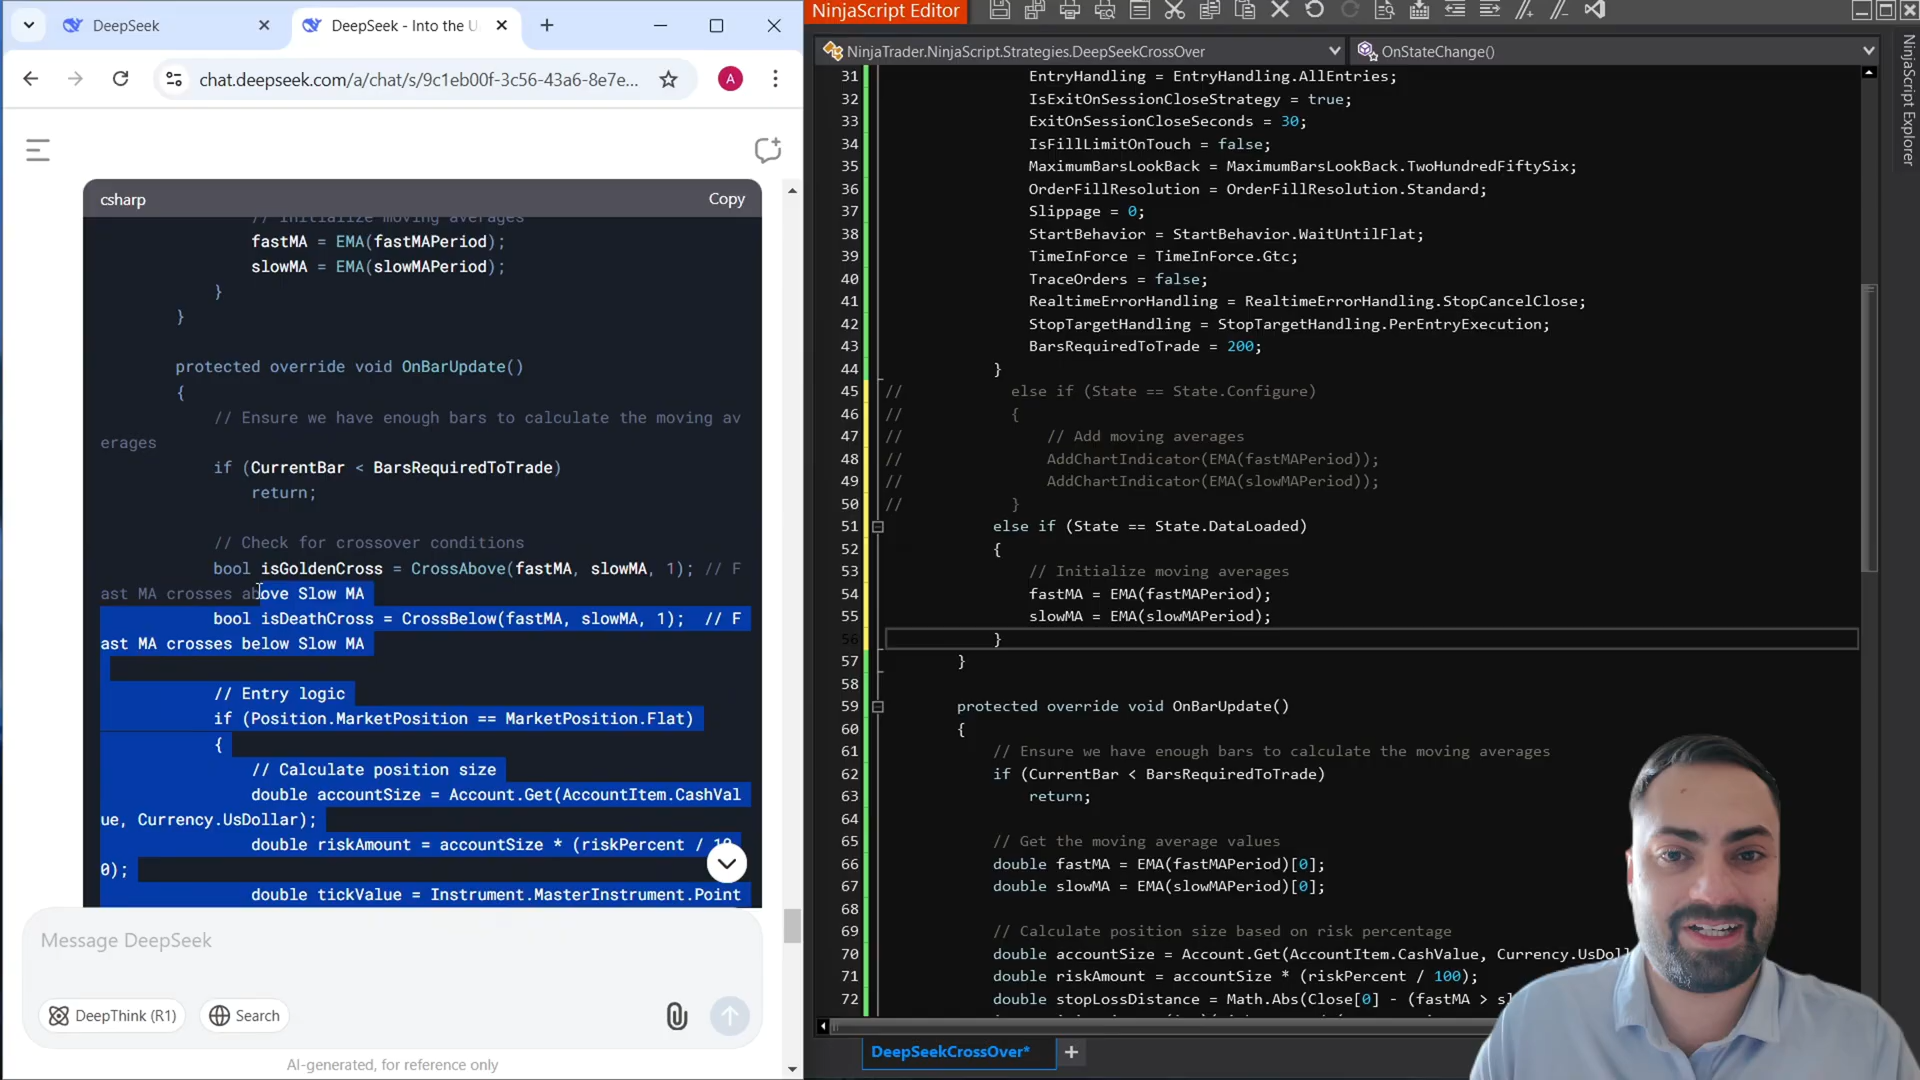 DeepSeek
DeepSeek - Into the U
chat.deepseek.com/a/chat/s/9c1eb00f-3c56-43a6-8e7e...
A
csharp
Copy
// Initialize moving averages
fastMA = EMA(fastMAPeriod);
slowMA = EMA(slowMAPeriod);
}
}
protected override void OnBarUpdate()
{
// Ensure we have enough bars to calculate the moving av
erages
if (CurrentBar < BarsRequiredToTrade)
return;
// Check for crossover conditions
bool isGoldenCross = CrossAbove(fastMA, slowMA, 1); // F
ast MA crosses above Slow MA
bool isDeathCross = CrossBelow(fastMA, slowMA, 1);  // F
ast MA crosses below Slow MA
// Entry logic
if (Position.MarketPosition == MarketPosition.Flat)
{
// Calculate position size
double accountSize = Account.Get(AccountItem.CashVal
ue, Currency.UsDollar);
double riskAmount = accountSize * (riskPercent / 10
0);
double tickValue = Instrument.MasterInstrument.Point
Message DeepSeek
DeepThink (R1)
Search
AI-generated, for reference only
NinjaScript Editor
NinjaTrader.NinjaScript.Strategies.DeepSeekCrossOver
OnStateChange()
NinjaScript Explorer
31 EntryHandling = EntryHandling.AllEntries;
32 IsExitOnSessionCloseStrategy = true;
33 ExitOnSessionCloseSeconds = 30;
34 IsFillLimitOnTouch = false;
35 MaximumBarsLookBack = MaximumBarsLookBack.TwoHundredFiftySix;
36 OrderFillResolution = OrderFillResolution.Standard;
37 Slippage = 0;
38 StartBehavior = StartBehavior.WaitUntilFlat;
39 TimeInForce = TimeInForce.Gtc;
40 TraceOrders = false;
41 RealtimeErrorHandling = RealtimeErrorHandling.StopCancelClose;
42 StopTargetHandling = StopTargetHandling.PerEntryExecution;
43 BarsRequiredToTrade = 200;
44 }
45 // else if (State == State.Configure)
46 // {
47 // // Add moving averages
48 // AddChartIndicator(EMA(fastMAPeriod));
49 // AddChartIndicator(EMA(slowMAPeriod));
50 // }
51 else if (State == State.DataLoaded)
52 {
53 // Initialize moving averages
54 fastMA = EMA(fastMAPeriod);
55 slowMA = EMA(slowMAPeriod);
56 }
57 }
58
59 protected override void OnBarUpdate()
60 {
61 // Ensure we have enough bars to calculate the moving averages
62 if (CurrentBar < BarsRequiredToTrade)
63 return;
64
65 // Get the moving average values
66 double fastMA = EMA(fastMAPeriod)[0];
67 double slowMA = EMA(slowMAPeriod)[0];
68
69 // Calculate position size based on risk percentage
70 double accountSize = Account.Get(AccountItem.CashValue, Currency.UsDol
71 double riskAmount = accountSize * (riskPercent / 100);
72 double stopLossDistance = Math.Abs(Close[0] - (fastMA > s
DeepSeekCrossOver*